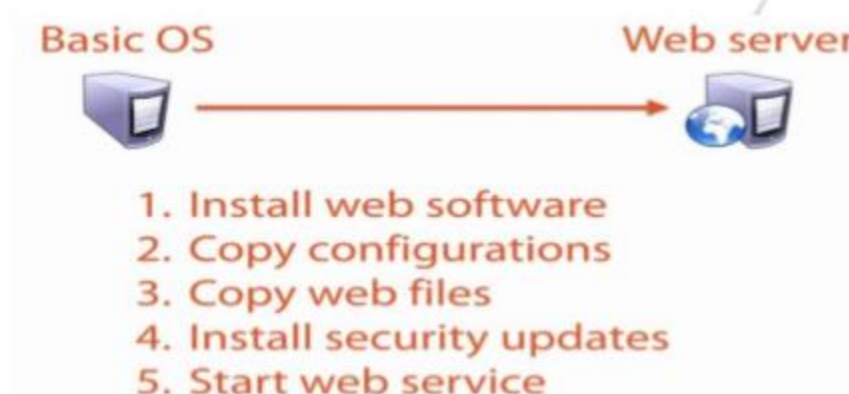 Basic OS
Web server
1. Install web software
2. Copy configurations
3. Copy web files
4. Install security updates
5. Start web service